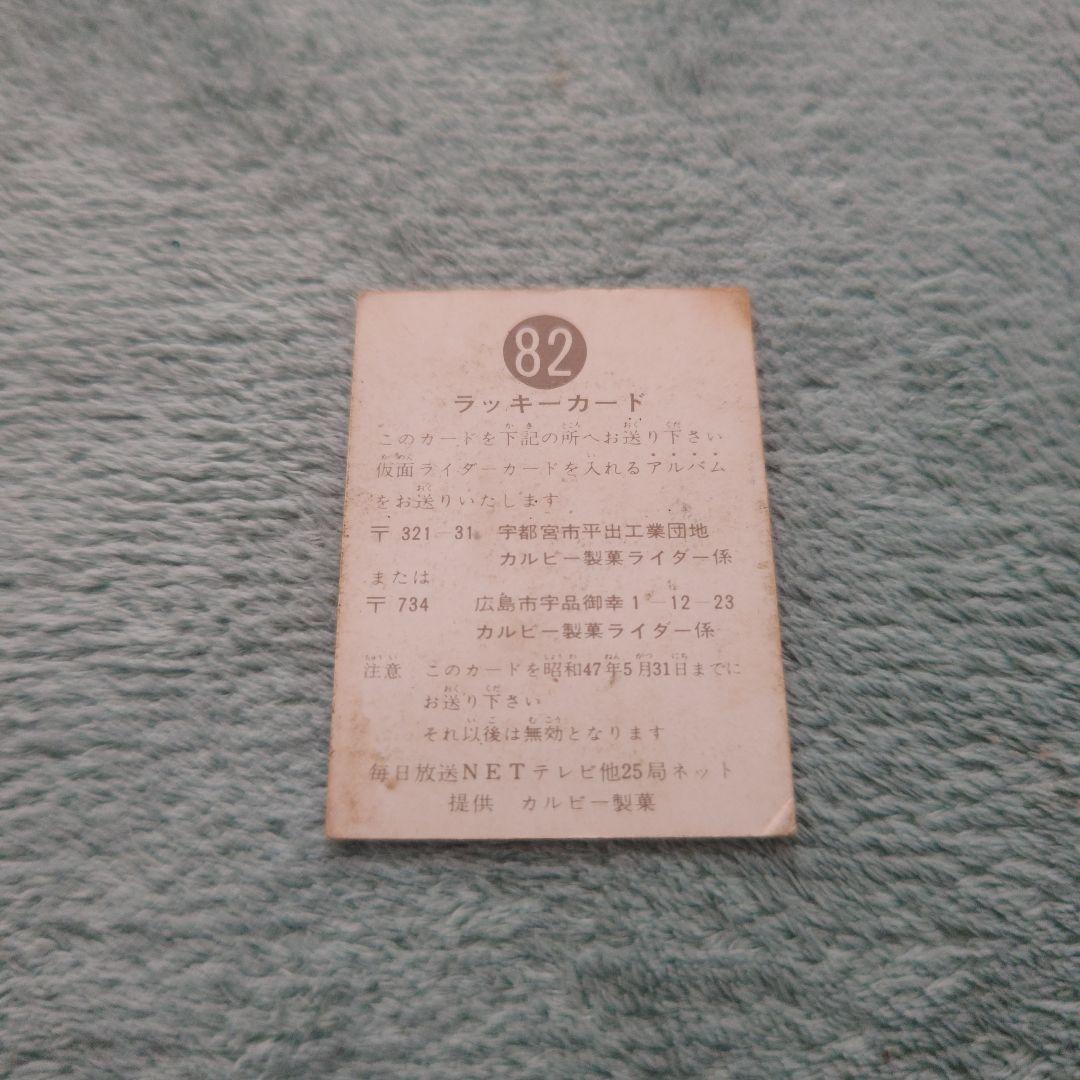 82
ラッキーカード
このカードを下記の所へお送り下さい
仮面ライダーカードを入れるアルバム
をお送りいたします
〒 321-31 宇都宮市平出工業団地
カルビー製菓ライダー係
または
〒 734 広島市宇品御幸1-12-23
カルビー製菓ライダー係
注意 このカードを昭和47年5月31日までに
お送り下さい
それ以後は無効となります
毎日放送NETテレビ他25局ネット
提供 カルビー製菓